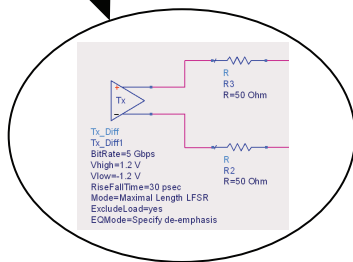 +
Tx
−
R
R3
R=50 Ohm
Tx_Diff
Tx_Diff1
BitRate=5 Gbps
Vhigh=1.2 V
Vlow=-1.2 V
RiseFallTime=30 psec
Mode=Maximal Length LFSR
ExcludeLoad=yes
EQMode=Specify de-emphasis
R
R2
R=50 Ohm